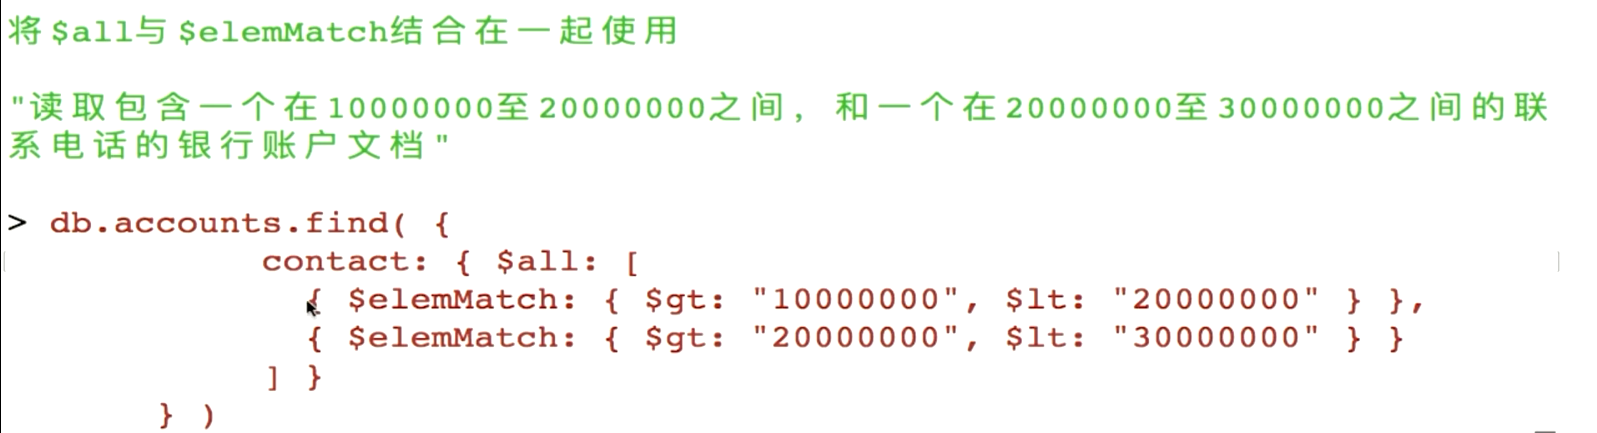 将$all与$elemMatch结合在一起使用
"读取包含一个在10000000至20000000之间，和一个在20000000至30000000之间的联
系电话的银行账户文档"
> db.accounts.find( {
contact: { $all: [
{ $elemMatch: { $gt: "10000000", $lt: "20000000" } },
{ $elemMatch: { $gt: "20000000", $lt: "30000000" } }
] }
} )